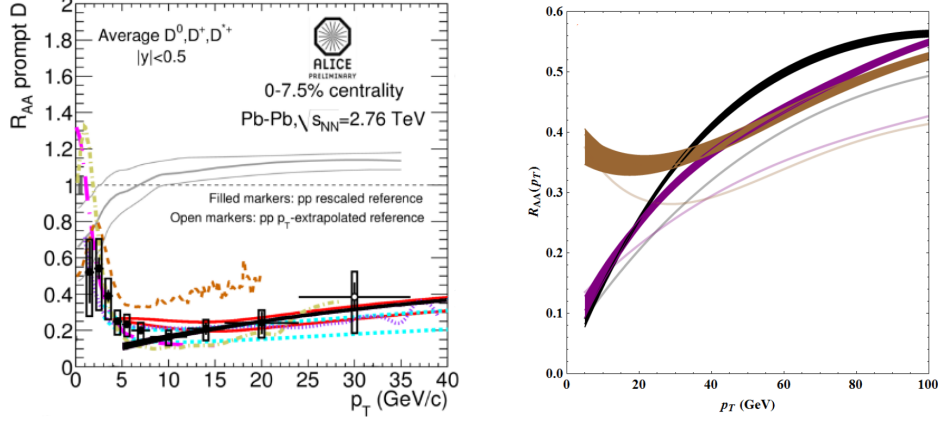 R_AA prompt D
2
1.8
1.6
1.4
1.2
1
0.8
0.6
0.4
0.2
0
Average D⁰,D⁺,D*⁺
|y|<0.5
ALICE
PRELIMINARY
0-7.5% centrality
Pb-Pb,√s_NN=2.76 TeV
Filled markers: pp rescaled reference
Open markers: pp p_T-extrapolated reference
0 5 10 15 20 25 30 35 40
p_T (GeV/c)
R_AA(p_T)
0.6
0.5
0.4
0.3
0.2
0.1
0.0
0 20 40 60 80 100
p_T (GeV)